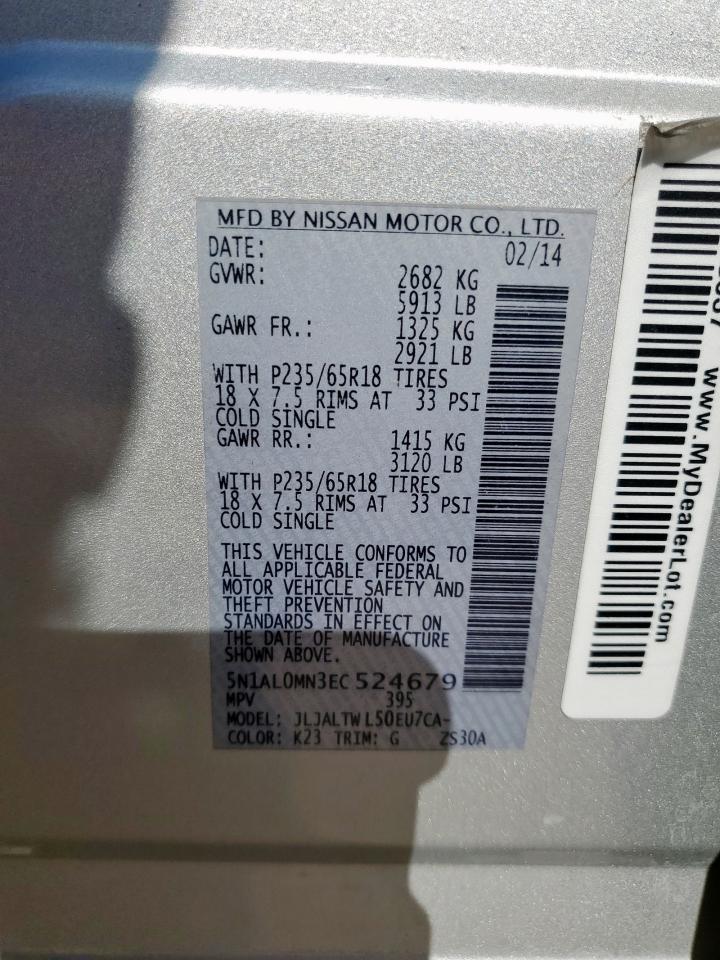 MFD BY NISSAN MOTOR CO., LTD.
DATE: 02/14
GVWR: 2682 KG
5913 LB
GAWR FR.: 1325 KG
2921 LB
WITH P235/65R18 TIRES
18 X 7.5 RIMS AT 33 PSI
COLD SINGLE
GAWR RR.: 1415 KG
3120 LB
WITH P235/65R18 TIRES
18 X 7.5 RIMS AT 33 PSI
COLD SINGLE
THIS VEHICLE CONFORMS TO
ALL APPLICABLE FEDERAL
MOTOR VEHICLE SAFETY AND
THEFT PREVENTION
STANDARDS IN EFFECT ON
THE DATE OF MANUFACTURE
SHOWN ABOVE.
5N1AL0MN3EC 524679
MPV 395
MODEL: JLJALTW L50EU7CA-
COLOR: K23 TRIM: G ZS30A
www.MyDealerLot.com